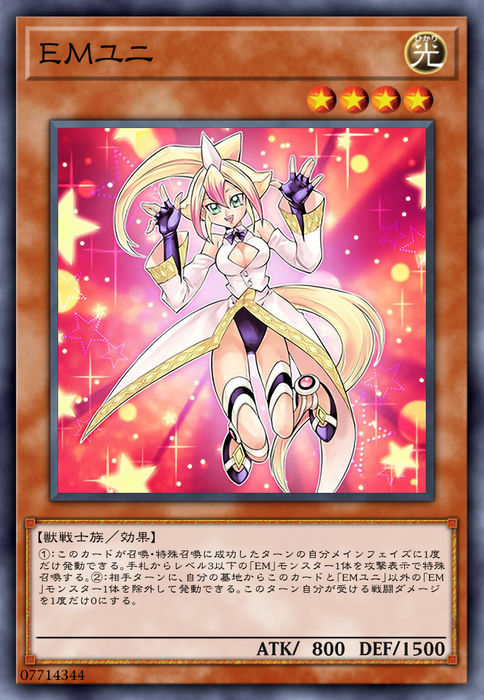 EMユニ
ひかり
光
【獣戦士族／効果】
①:このカードが召喚・特殊召喚に成功したターンの自分メインフェイズに1度
だけ発動できる。手札からレベル3以下の「EM」モンスター1体を攻撃表示で特殊
召喚する。②:相手ターンに、自分の墓地からこのカードと「EMユニ」以外の「EM」
モンスター1体を除外して発動できる。このターン自分が受ける戦闘ダメージ
を1度だけ0にする。
ATK/ 800 DEF/1500
07714344